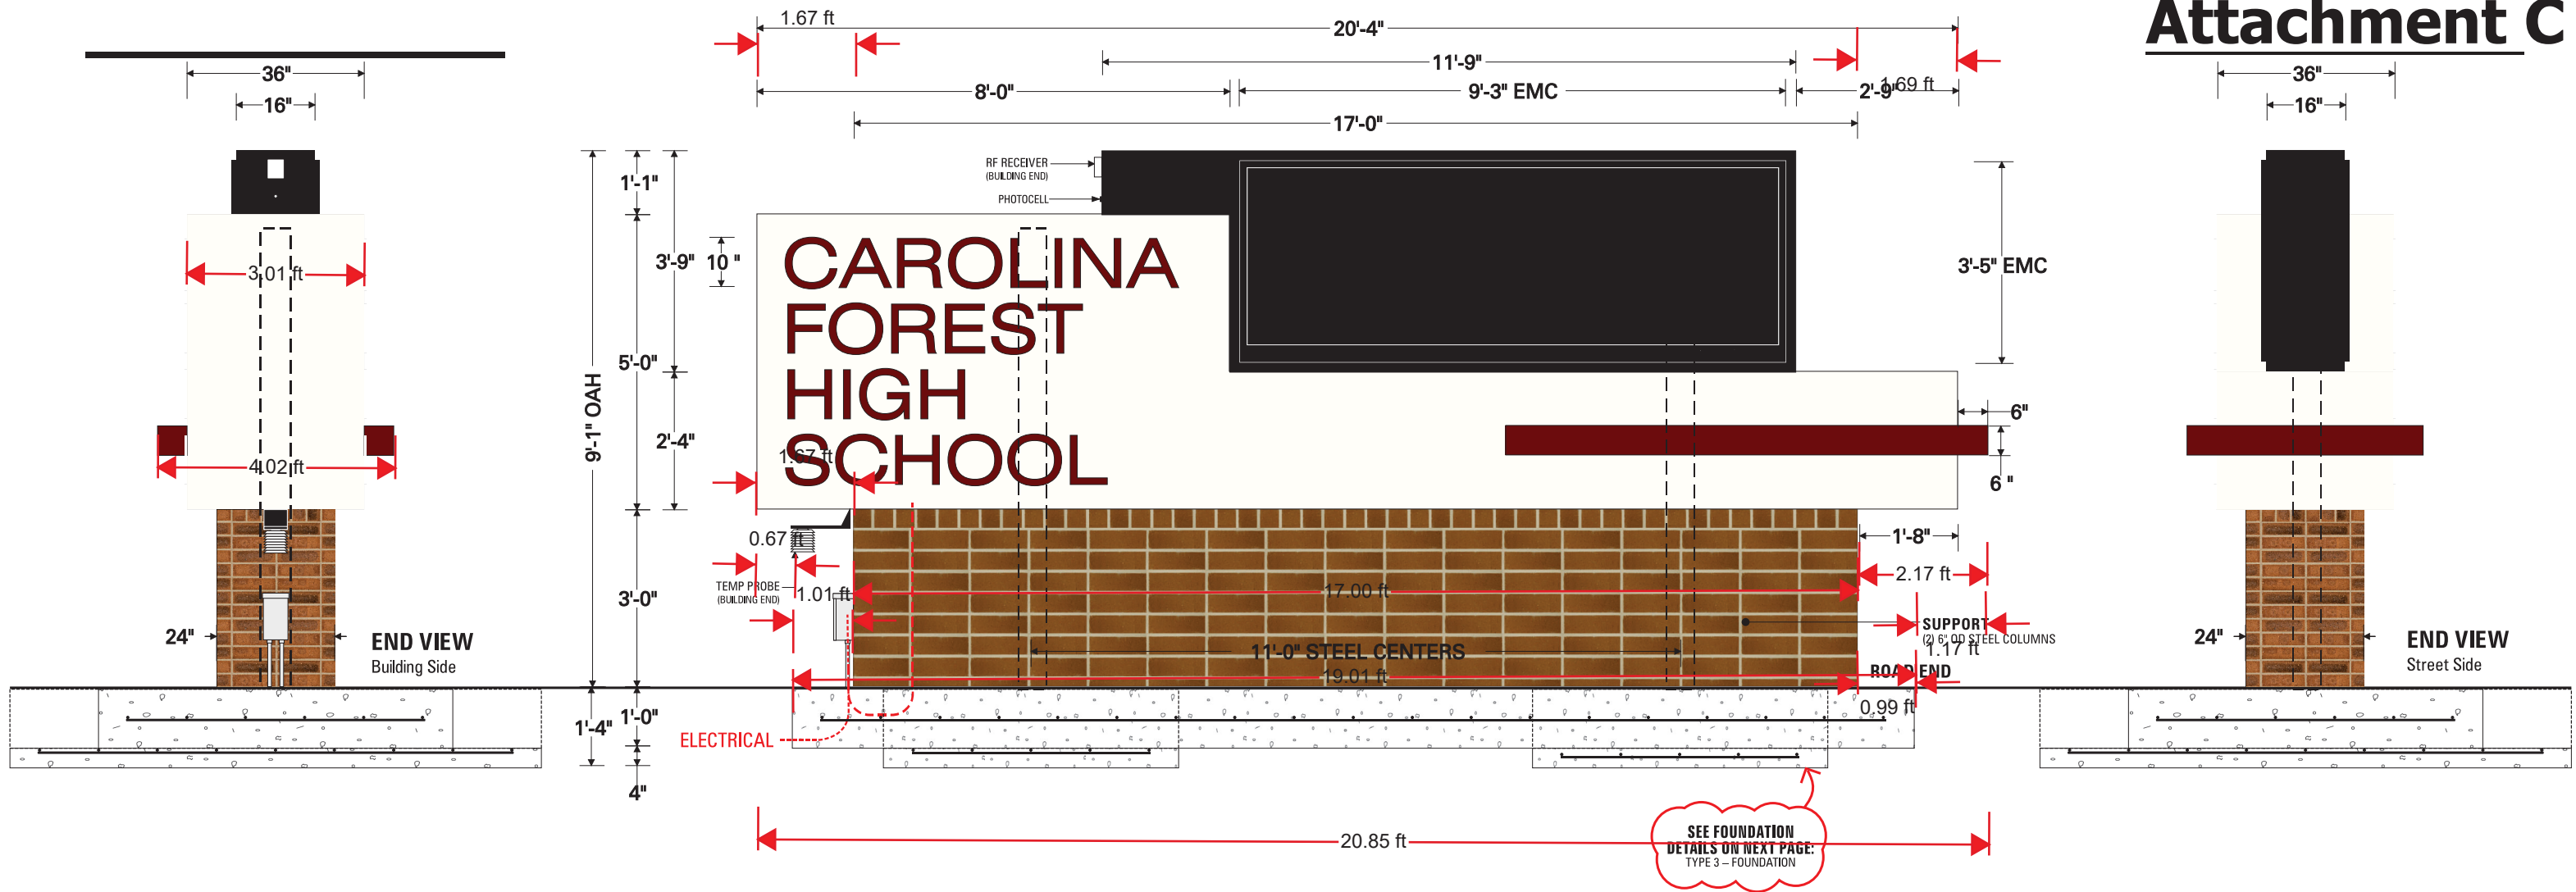 Attachment C
1.67 ft
20'-4"
36"
11'-9"
36"
16"
8'-0"
9'-3" EMC
2'-9"
1.69 ft
16"
17'-0"
RF RECEIVER
(BUILDING END)
PHOTOCELL
1'-1"
3'-9"
10 "
3'-5" EMC
3.01 ft
CAROLINA
FOREST
HIGH
SCHOOL
5'-0"
9'-1" OAH
2'-4"
6"
6 "
4.02 ft
1.67 ft
0.67 ft
1'-8"
2.17 ft
TEMP PROBE
(BUILDING END)
1.01 ft
17.00 ft
3'-0"
SUPPORT
(2) 6" OD STEEL COLUMNS
1.17 ft
24"
END VIEW
Building Side
11'-0" STEEL CENTERS
19.01 ft
ROAD END
24"
END VIEW
Street Side
0.99 ft
1'-4"
1'-0"
4"
ELECTRICAL
20.85 ft
SEE FOUNDATION
DETAILS ON NEXT PAGE:
TYPE 3 – FOUNDATION